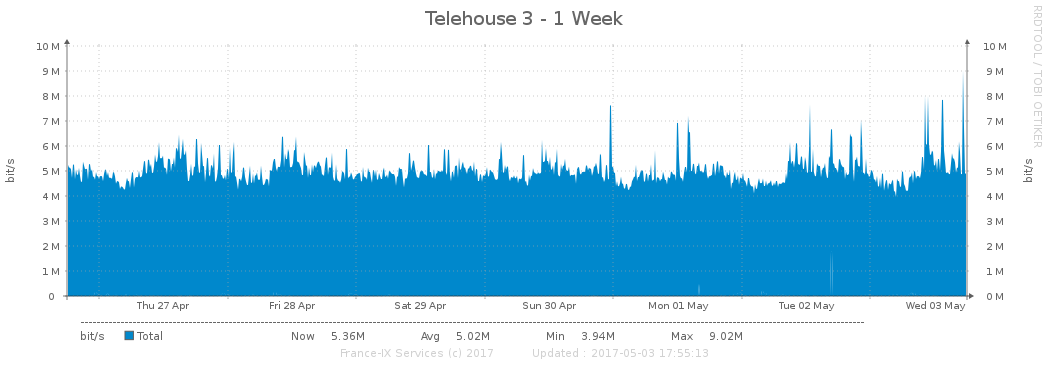 Telehouse 3 - 1 Week
RRDTOOL / TOBI OETIKER
10 M 10 M
9 M 9 M
8 M 8 M
7 M 7 M
6 M 6 M
5 M 5 M
4 M 4 M
3 M 3 M
2 M 2 M
1 M 1 M
0 0 M
bit/s
bit/s
Thu 27 Apr Fri 28 Apr Sat 29 Apr Sun 30 Apr Mon 01 May Tue 02 May Wed 03 May
bit/s Total Now 5.36M Avg 5.02M Min 3.94M Max 9.02M
France-IX Services (c) 2017 Updated : 2017-05-03 17:55:13